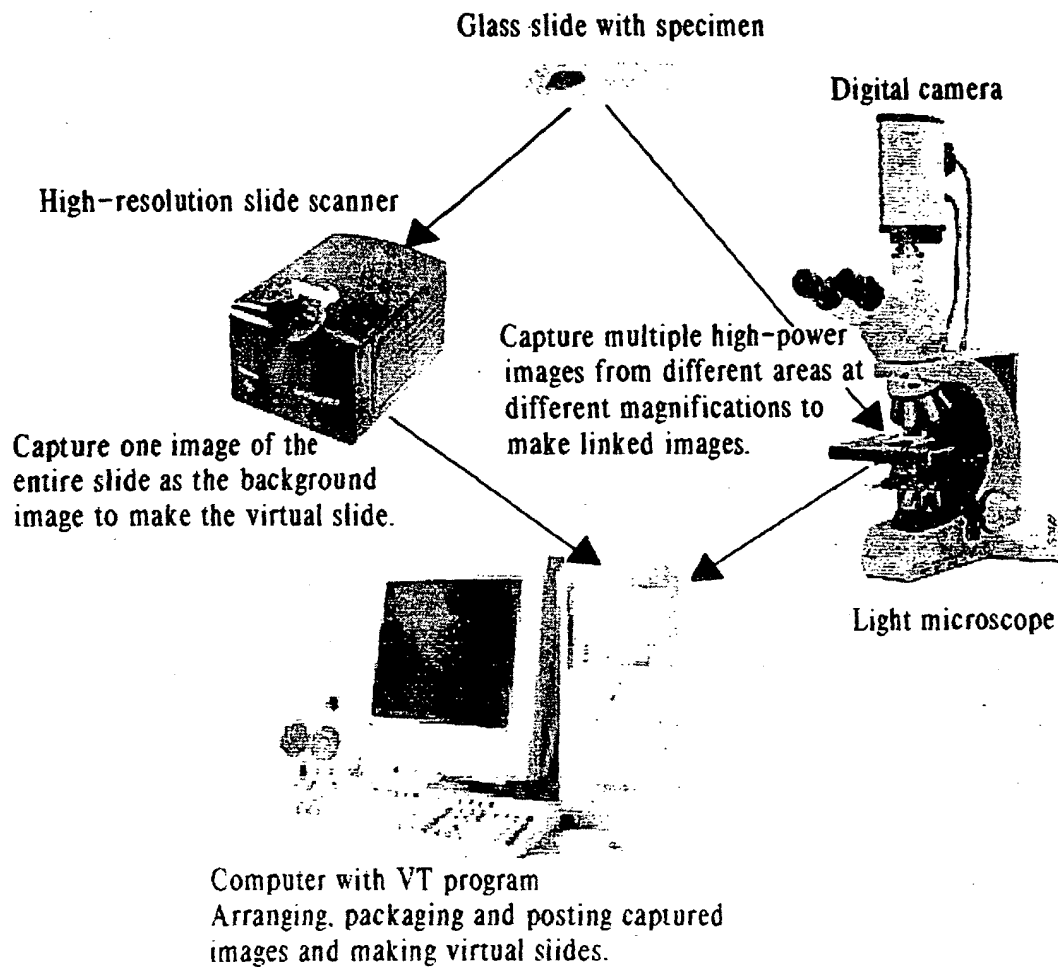 Glass slide with specimen
Digital camera
High-resolution slide scanner
Capture multiple high-power
images from different areas at
different magnifications to
make linked images.
Capture one image of the
entire slide as the background
image to make the virtual slide.
Light microscope
Computer with VT program
Arranging, packaging and posting captured
images and making virtual slides.